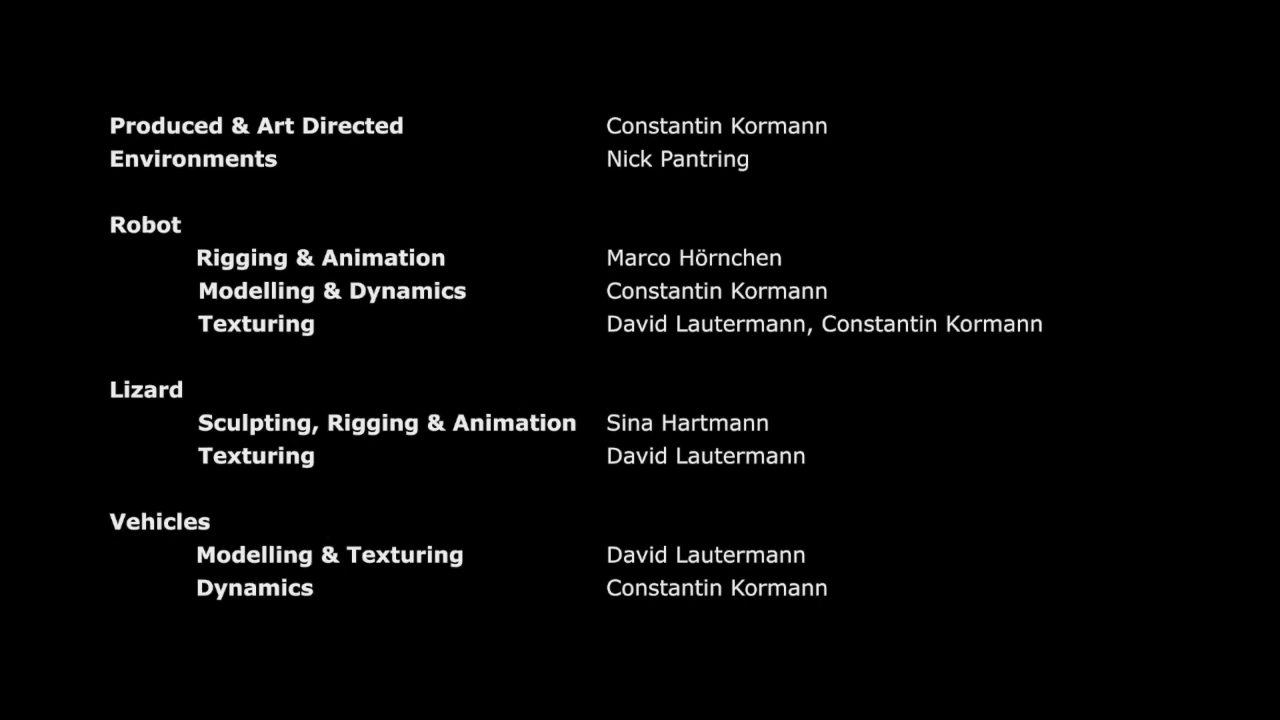 Produced & Art Directed Constantin Kormann
Environments Nick Pantring
Robot
Rigging & Animation Marco Hörnchen
Modelling & Dynamics Constantin Kormann
Texturing David Lautermann, Constantin Kormann
Lizard
Sculpting, Rigging & Animation Sina Hartmann
Texturing David Lautermann
Vehicles
Modelling & Texturing David Lautermann
Dynamics Constantin Kormann